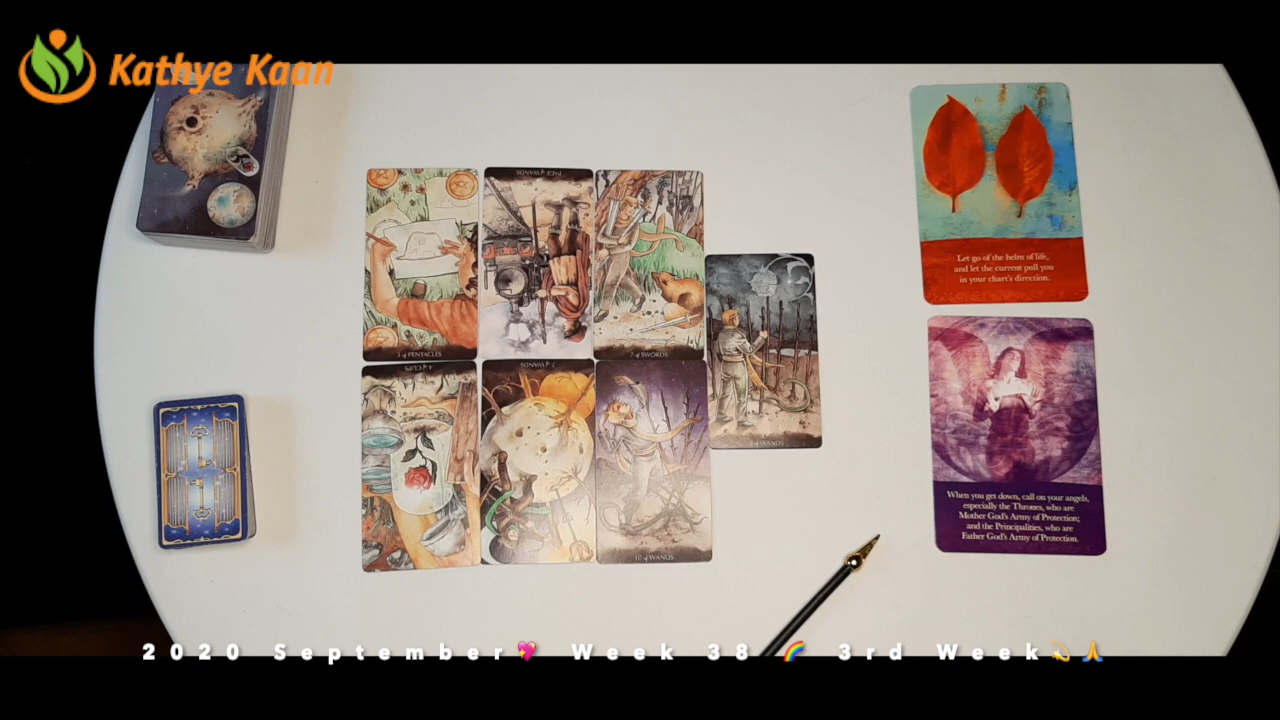 Kathye Kaan
PAGE of WANDS
3 of PENTACLES
7 of SWORDS
7 of WANDS
10 of WANDS
Let go of the helm of life,
and let the current pull you
in your chart's direction.
When you get down, call on your angels,
especially the Thrones, who are
Mother God's Army of Protection;
and the Principalities, who are
Father God's Army of Protection.
2020 September💖 Week 38 🌈 3rd Week💫🙏